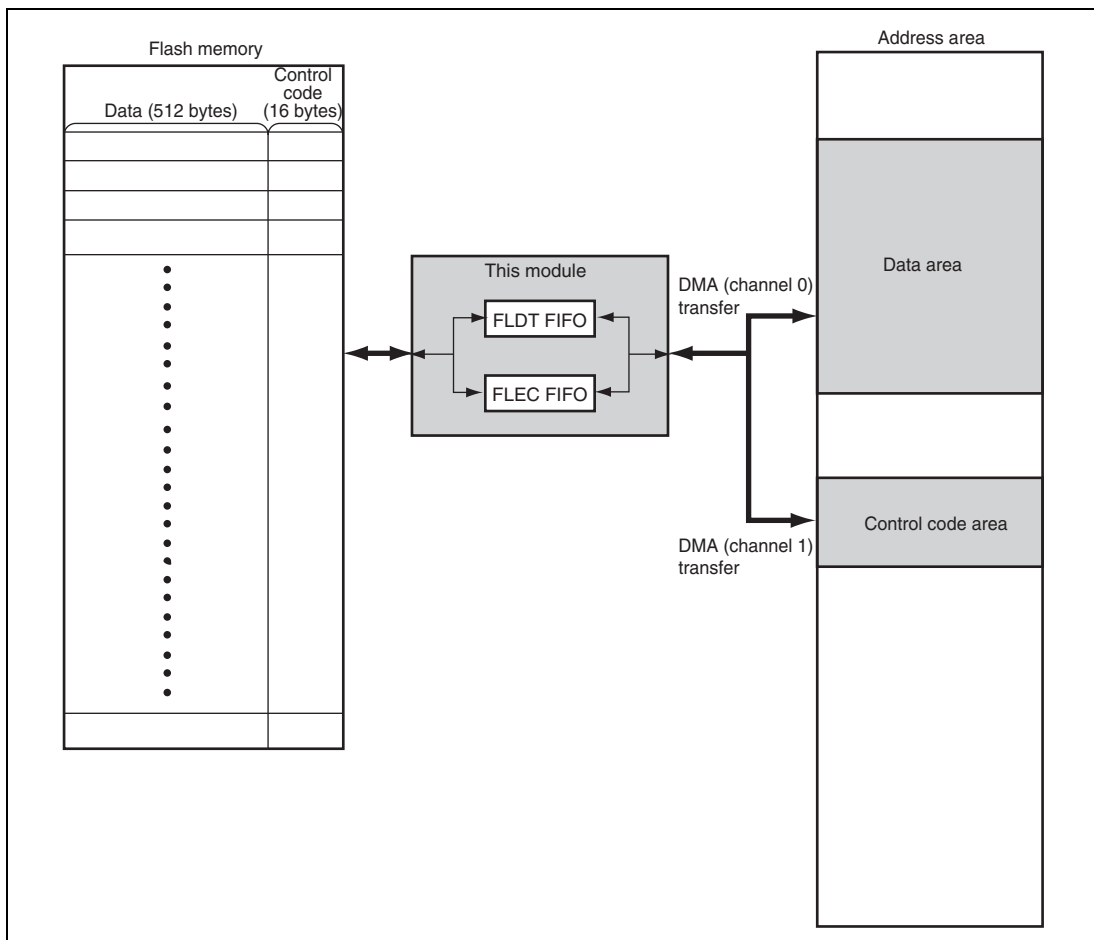 Flash memory
Control
code
Data (512 bytes)
(16 bytes)
This module
FLDT FIFO
FLEC FIFO
DMA (channel 0)
transfer
DMA (channel 1)
transfer
Address area
Data area
Control code area